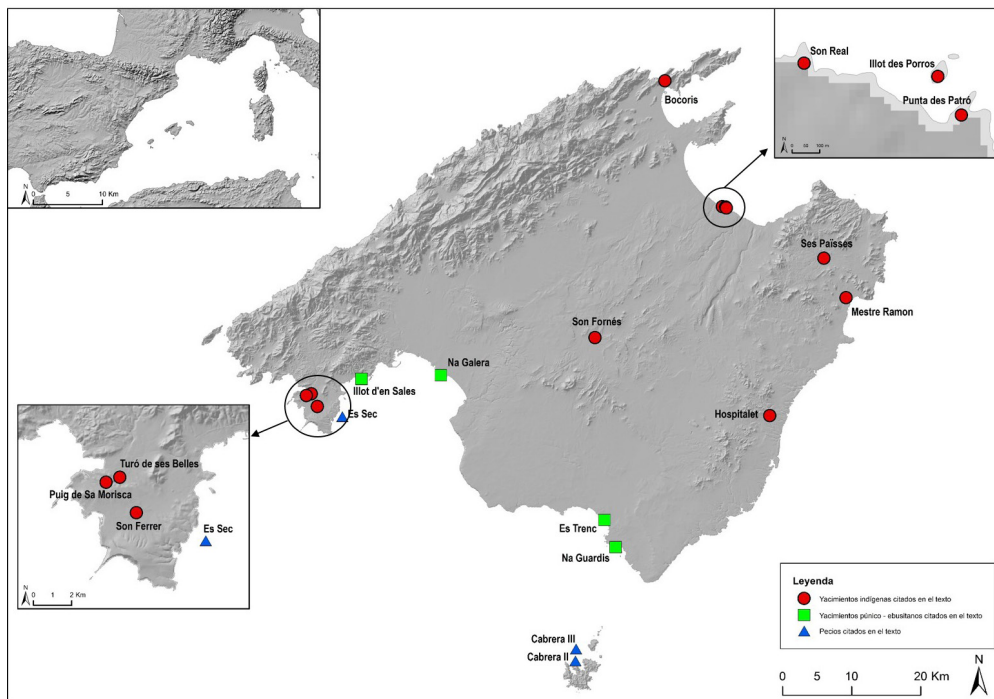 N
0 5 10 Km
Bocoris
Son Real
Illot des Porros
Punta des Patró
N
0 50 100 m
Ses Païsses
Mestre Ramon
Son Fornés
Na Galera
Illot d'en Sales
Es Sec
Hospitalet
Turó de ses Belles
Puig de Sa Morisca
Son Ferrer
Es Sec
N
0 1 2 Km
Es Trenc
Na Guardis
Cabrera III
Cabrera II
Leyenda
Yacimientos indígenas citados en el texto
Yacimientos púnico - ebusitanos citados en el texto
Pecios citados en el texto
N
0 5 10 20 Km